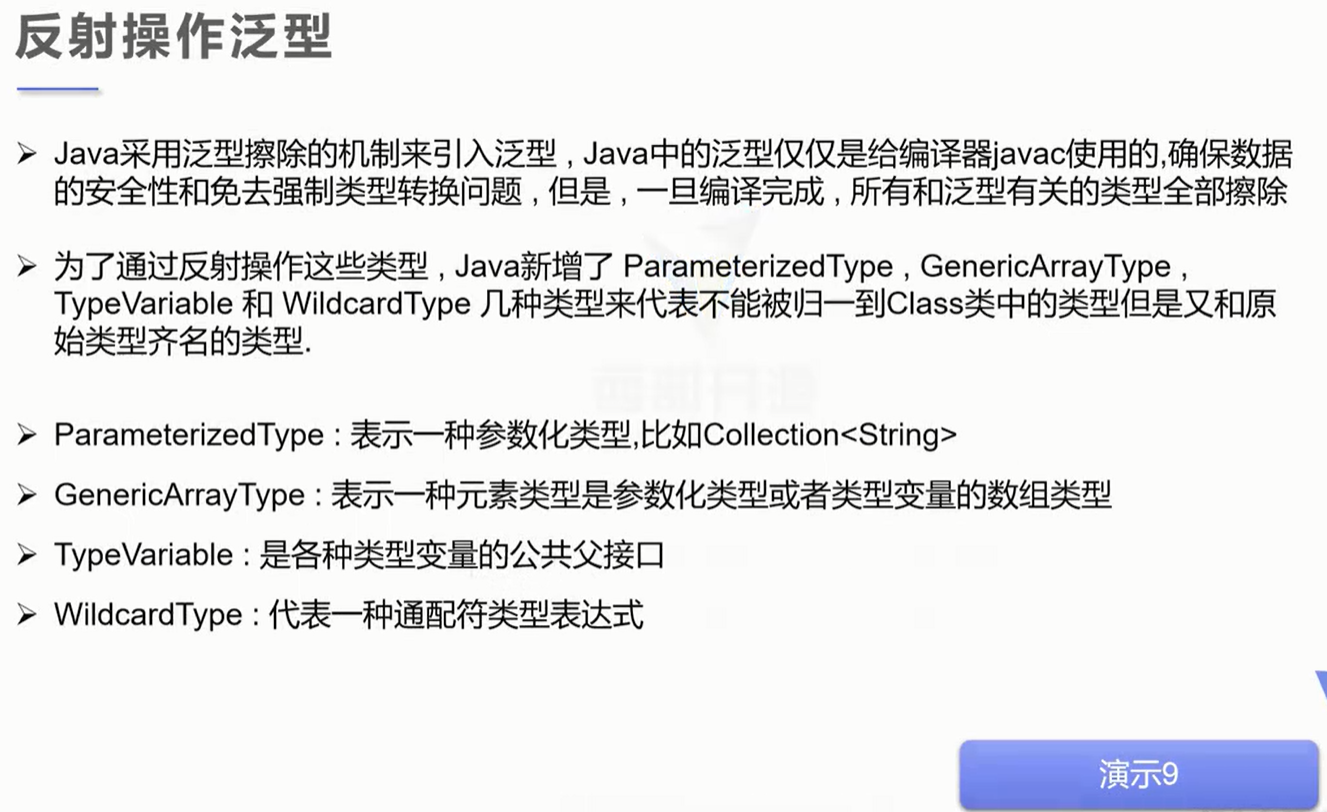 反射操作泛型
➢ Java采用泛型擦除的机制来引入泛型 , Java中的泛型仅仅是给编译器javac使用的,确保数据
的安全性和免去强制类型转换问题 , 但是 , 一旦编译完成 , 所有和泛型有关的类型全部擦除
➢ 为了通过反射操作这些类型 , Java新增了 ParameterizedType , GenericArrayType ,
TypeVariable 和 WildcardType 几种类型来代表不能被归一到Class类中的类型但是又和原
始类型齐名的类型.
➢ ParameterizedType : 表示一种参数化类型,比如Collection<String>
➢ GenericArrayType : 表示一种元素类型是参数化类型或者类型变量的数组类型
➢ TypeVariable : 是各种类型变量的公共父接口
➢ WildcardType : 代表一种通配符类型表达式
演示9